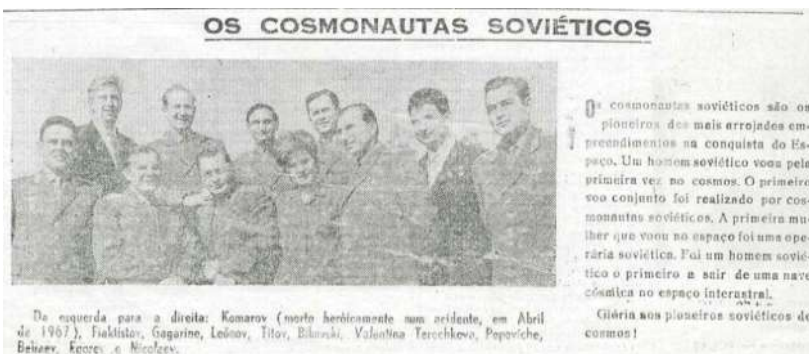 OS COSMONAUTAS SOVIÉTICOS
Da esquerda para a direita: Komarov (morto heròicamente num acidente, em Abril
de 1967), Fiaktistov, Gagarine, Leònov, Titov, Bikovski, Valentina Terechkova, Popoviche,
Beliaev, Egorov e Nicolaev.
Os cosmonautas soviéticos são os
pioneiros dos mais arrojados em-
preendimentos na conquista do Es-
paço. Um homem soviético voou pela
primeira vez no cosmos. O primeiro
voo conjunto foi realizado por cos-
monautas soviéticos. A primeira mu-
lher que voou no espaço foi uma ope-
rária soviética. Foi um homem sovié-
tico o primeiro a sair de uma nave
cósmica no espaço interastral.
Glória aos pioneiros soviéticos do
cosmos!